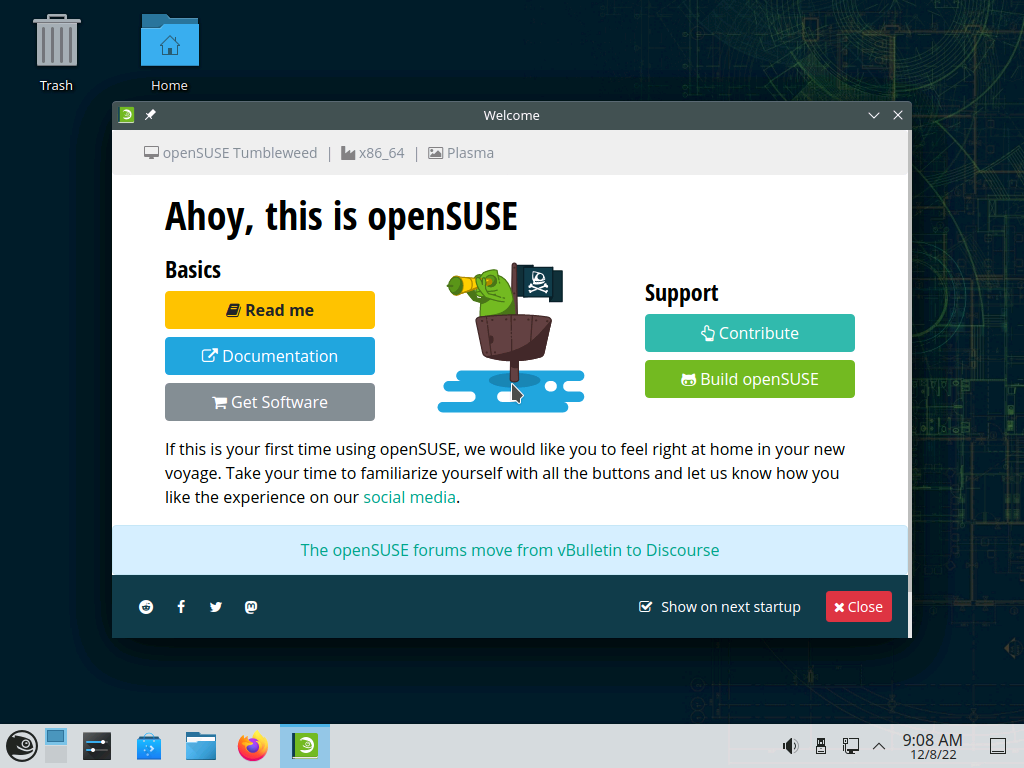 Trash
Home
Welcome
openSUSE Tumbleweed | x86_64 | Plasma
Ahoy, this is openSUSE
Basics
Read me
Documentation
Get Software
Support
Contribute
Build openSUSE
If this is your first time using openSUSE, we would like you to feel right at home in your new
voyage. Take your time to familiarize yourself with all the buttons and let us know how you
like the experience on our social media.
The openSUSE forums move from vBulletin to Discourse
Show on next startup
Close
9:08 AM
12/8/22